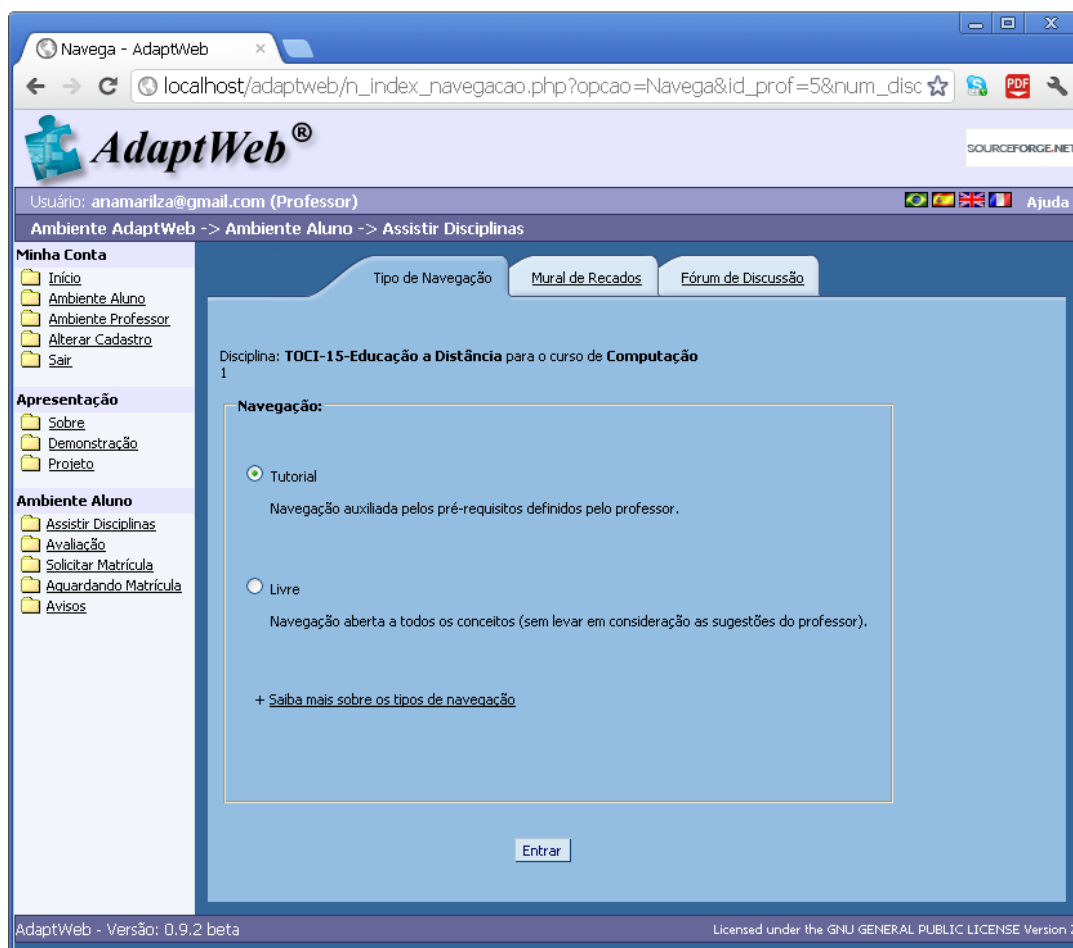 Navega - AdaptWeb
localhost/adaptweb/n_index_navegacao.php?opcao=Navega&id_prof=5&num_disc
PDF
AdaptWeb®
SOURCEFORGE.NET
Usuário: anamarilza@gmail.com (Professor)
Ajuda
Ambiente AdaptWeb -> Ambiente Aluno -> Assistir Disciplinas
Minha Conta
Início
Ambiente Aluno
Ambiente Professor
Alterar Cadastro
Sair
Apresentação
Sobre
Demonstração
Projeto
Ambiente Aluno
Assistir Disciplinas
Avaliação
Solicitar Matrícula
Aguardando Matrícula
Avisos
Tipo de Navegação
Mural de Recados
Fórum de Discussão
Disciplina: TOCI-15-Educação a Distância para o curso de Computação
1
Navegação:
Tutorial
Navegação auxiliada pelos pré-requisitos definidos pelo professor.
Livre
Navegação aberta a todos os conceitos (sem levar em consideração as sugestões do professor).
+ Saiba mais sobre os tipos de navegação
Entrar
AdaptWeb - Versão: 0.9.2 beta
Licensed under the GNU GENERAL PUBLIC LICENSE Version 2